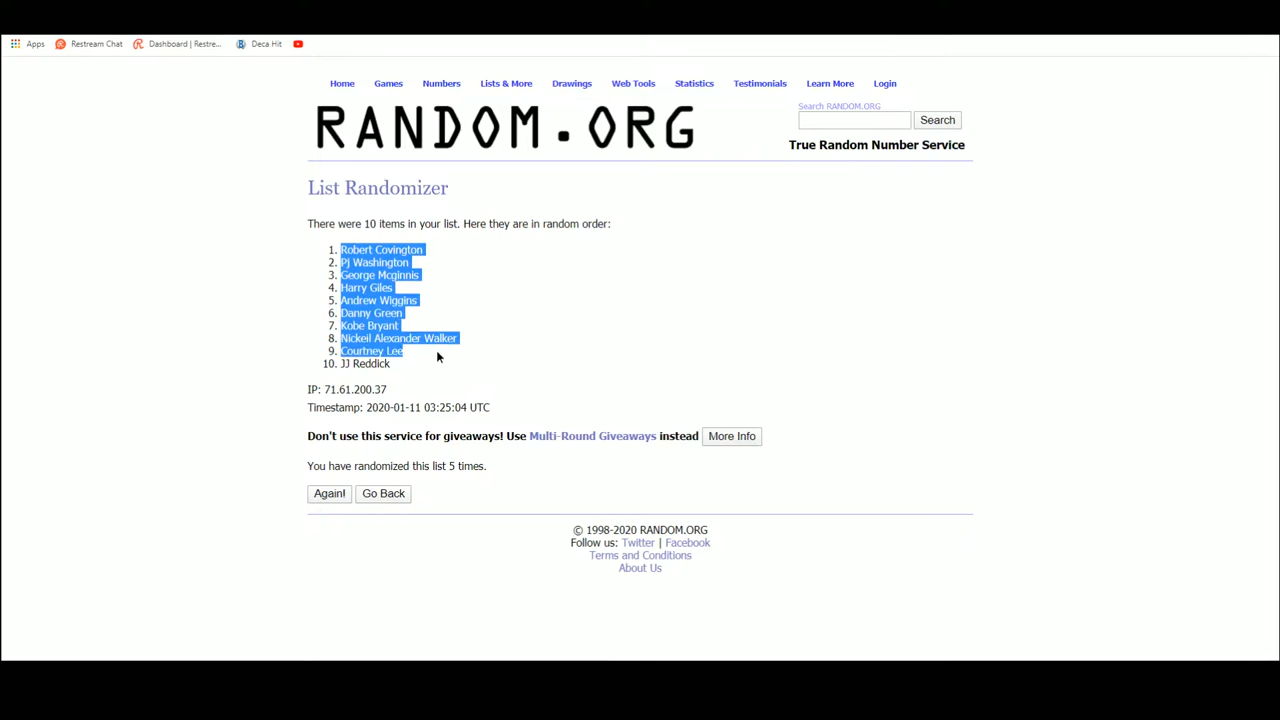 Apps Restream Chat Dashboard | Restre... Deca Hit
Home Games Numbers Lists & More Drawings Web Tools Statistics Testimonials Learn More Login
RANDOM.ORG
Search RANDOM.ORG
Search
True Random Number Service
List Randomizer
There were 10 items in your list. Here they are in random order:
1. Robert Covington
2. Pj Washington
3. George Mcginnis
4. Harry Giles
5. Andrew Wiggins
6. Danny Green
7. Kobe Bryant
8. Nickeil Alexander Walker
9. Courtney Lee
10. JJ Reddick
IP: 71.61.200.37
Timestamp: 2020-01-11 03:25:04 UTC
Don't use this service for giveaways! Use Multi-Round Giveaways instead More Info
You have randomized this list 5 times.
Again! Go Back
© 1998-2020 RANDOM.ORG
Follow us: Twitter | Facebook
Terms and Conditions
About Us